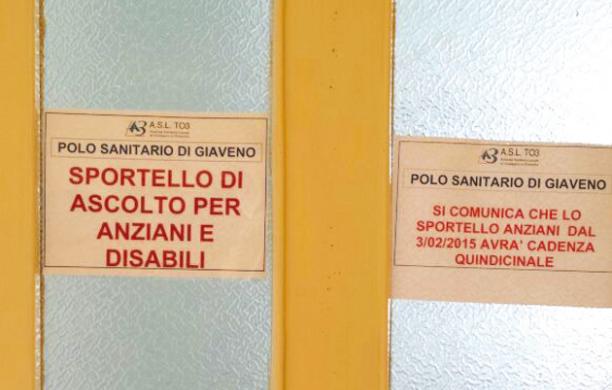 A.S.L. TO3
POLO SANITARIO DI GIAVENO
SPORTELLO DI
ASCOLTO PER
ANZIANI E
DISABILI
A.S.L. TO3
POLO SANITARIO DI GIAVENO
SI COMUNICA CHE LO
SPORTELLO ANZIANI DAL
3/02/2015 AVRA' CADENZA
QUINDICINALE